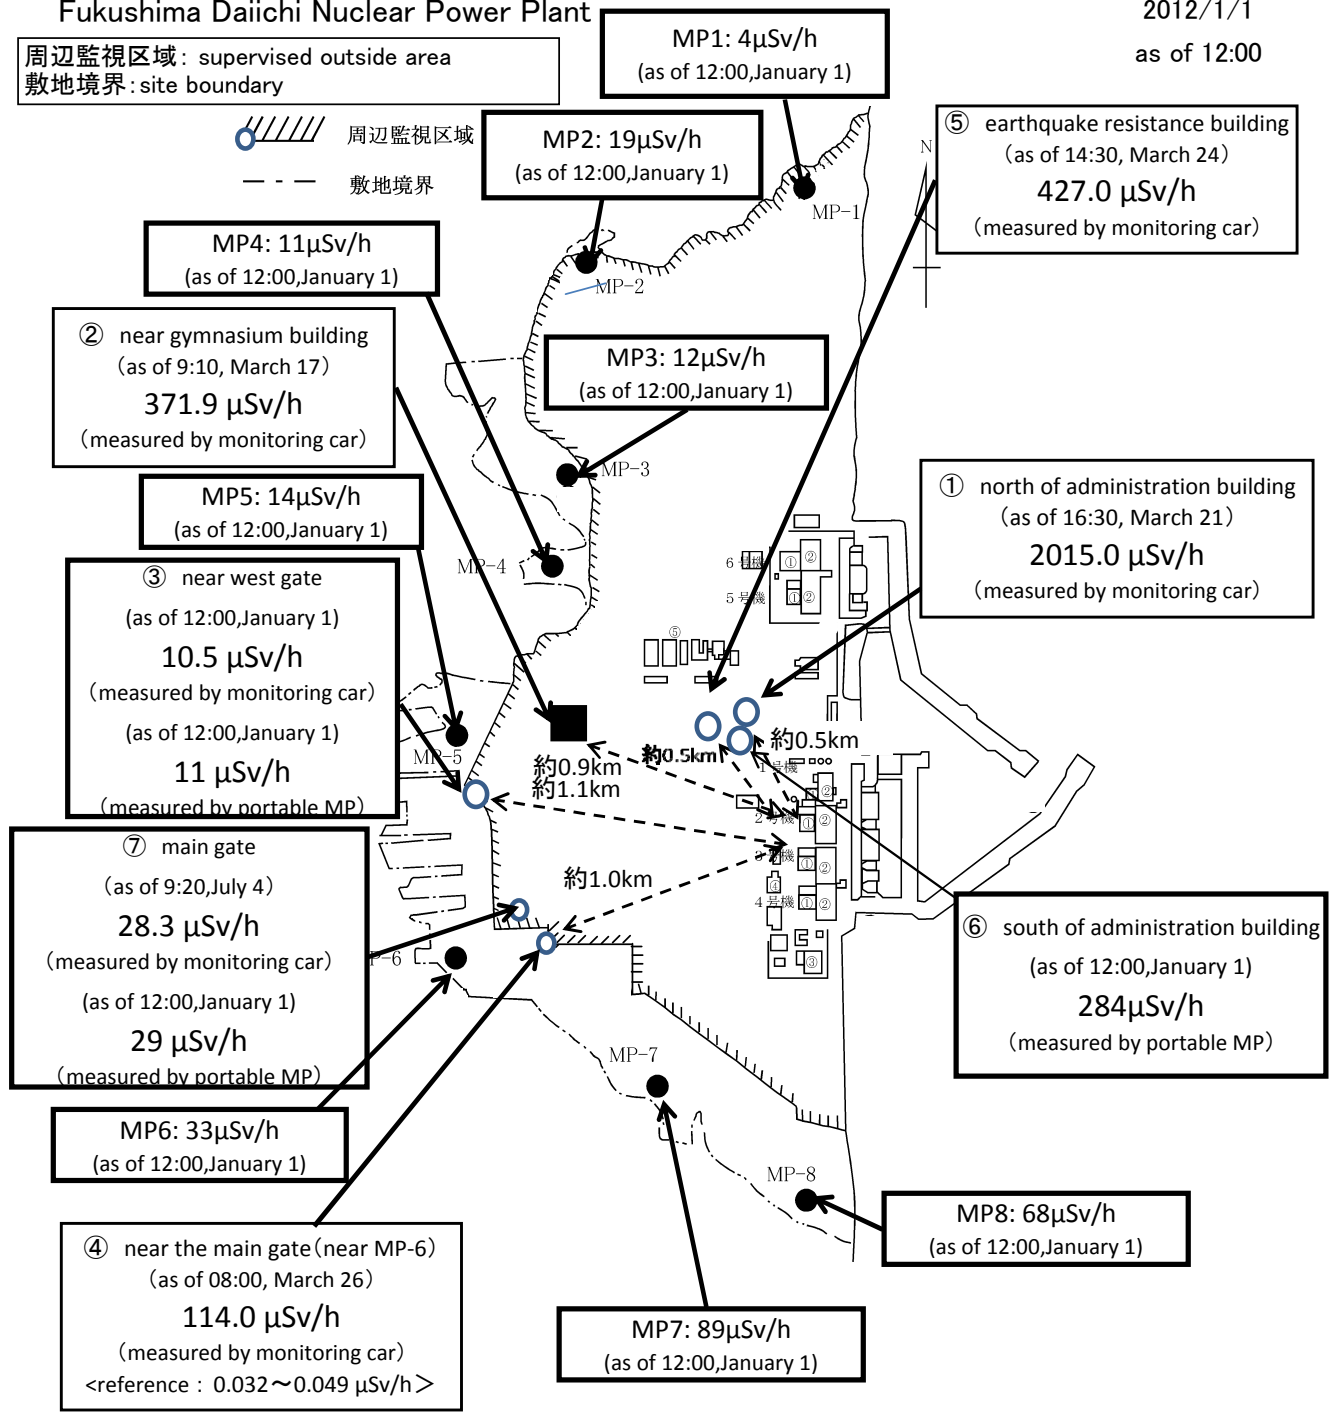 Fukushima Daiichi Nuclear Power Plant
2012/1/1
as of 12:00
周辺監視区域: supervised outside area
敷地境界:site boundary
周辺監視区域
敷地境界
MP1: 4μSv/h
(as of 12:00,January 1)
MP2: 19μSv/h
(as of 12:00,January 1)
⑤ earthquake resistance building
(as of 14:30, March 24)
427.0 μSv/h
(measured by monitoring car)
N
MP-1
MP4: 11μSv/h
(as of 12:00,January 1)
MP-2
② near gymnasium building
(as of 9:10, March 17)
371.9 μSv/h
(measured by monitoring car)
MP3: 12μSv/h
(as of 12:00,January 1)
MP-3
MP5: 14μSv/h
(as of 12:00,January 1)
① north of administration building
(as of 16:30, March 21)
2015.0 μSv/h
(measured by monitoring car)
MP-4
6号機
① ②
5号機
① ②
③ near west gate
(as of 12:00,January 1)
10.5 μSv/h
(measured by monitoring car)
(as of 12:00,January 1)
11 μSv/h
(measured by portable MP)
⑤
MP-5
約0.9km
約1.1km
約0.5km
約0.5km
1号機
②
2号機
① ②
3号機
① ②
④
4号機
① ②
③
約1.0km
⑦ main gate
(as of 9:20,July 4)
28.3 μSv/h
(measured by monitoring car)
(as of 12:00,January 1)
29 μSv/h
(measured by portable MP)
P-6
⑥ south of administration building
(as of 12:00,January 1)
284μSv/h
(measured by portable MP)
MP-7
MP6: 33μSv/h
(as of 12:00,January 1)
MP-8
MP8: 68μSv/h
(as of 12:00,January 1)
④ near the main gate(near MP-6)
(as of 08:00, March 26)
114.0 μSv/h
(measured by monitoring car)
<reference : 0.032～0.049 μSv/h＞
MP7: 89μSv/h
(as of 12:00,January 1)